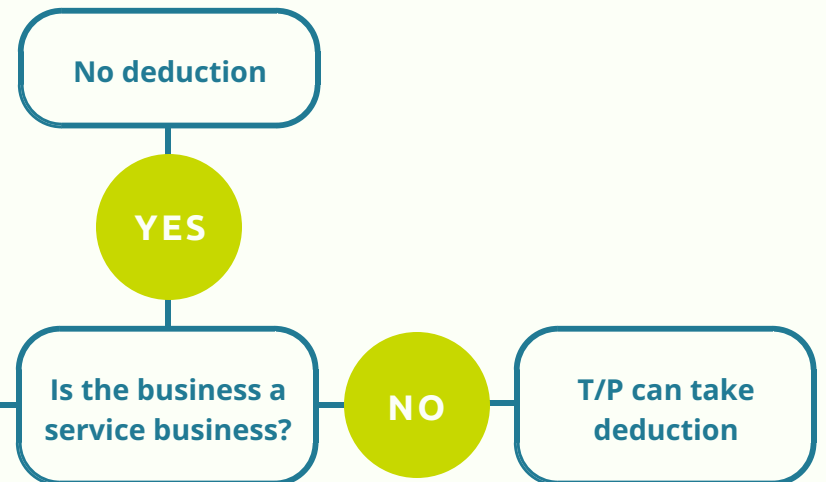 No deduction
YES
Is the business a
service business?
NO
T/P can take
deduction